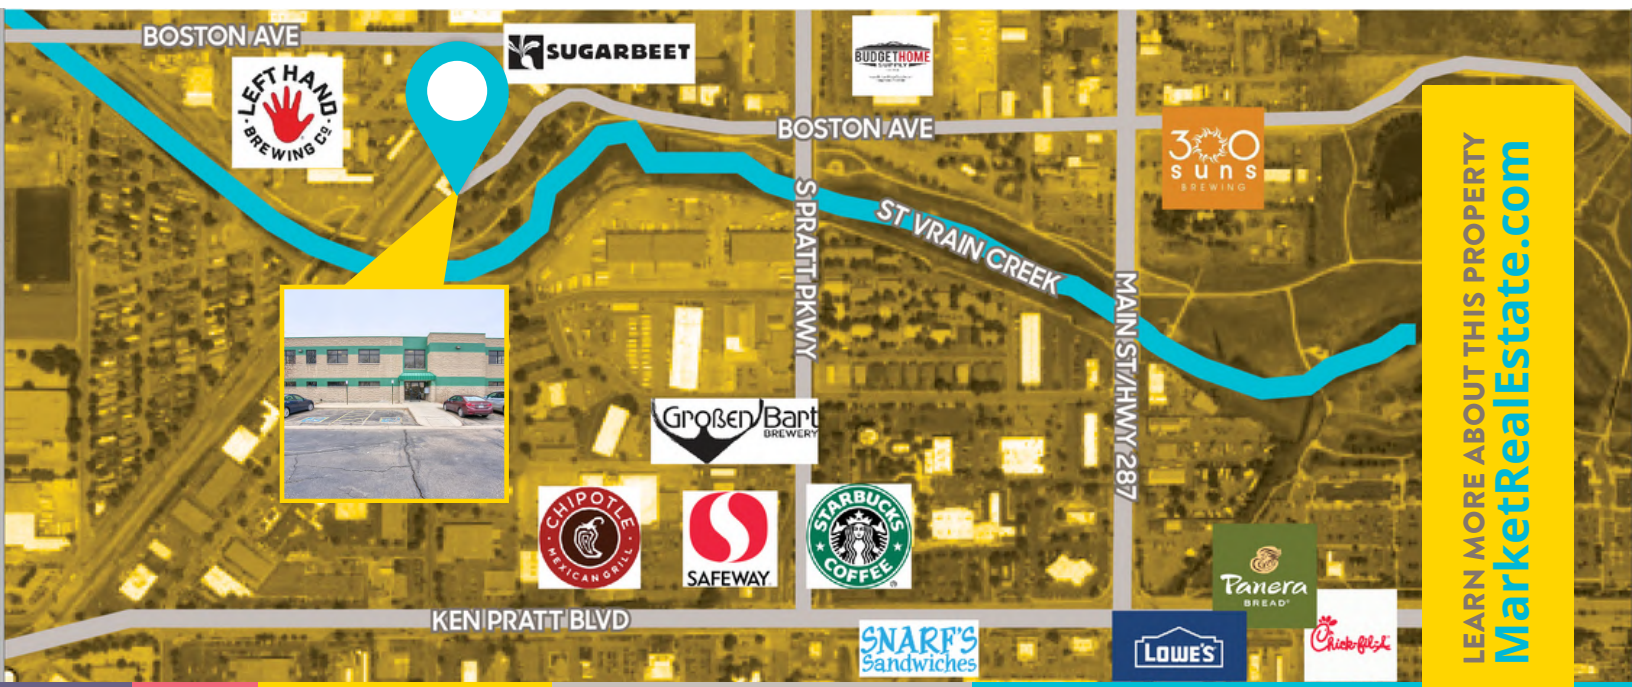 BOSTON AVE
SUGARBEET
BUDGETHOME
SUPPLY
LEFT HAND
BREWING Co
BOSTON AVE
300
suns
BREWING
S PRATT PKWY
ST VRAIN CREEK
MAIN ST/HWY 287
Großen Bart
BREWERY
CHIPOTLE
MEXICAN GRILL
SAFEWAY
STARBUCKS
COFFEE
Panera
BREAD®
KEN PRATT BLVD
SNARF'S
Sandwiches
LOWE'S
Chick-fil-A
LEARN MORE ABOUT THIS PROPERTY
MarketRealEstate.com